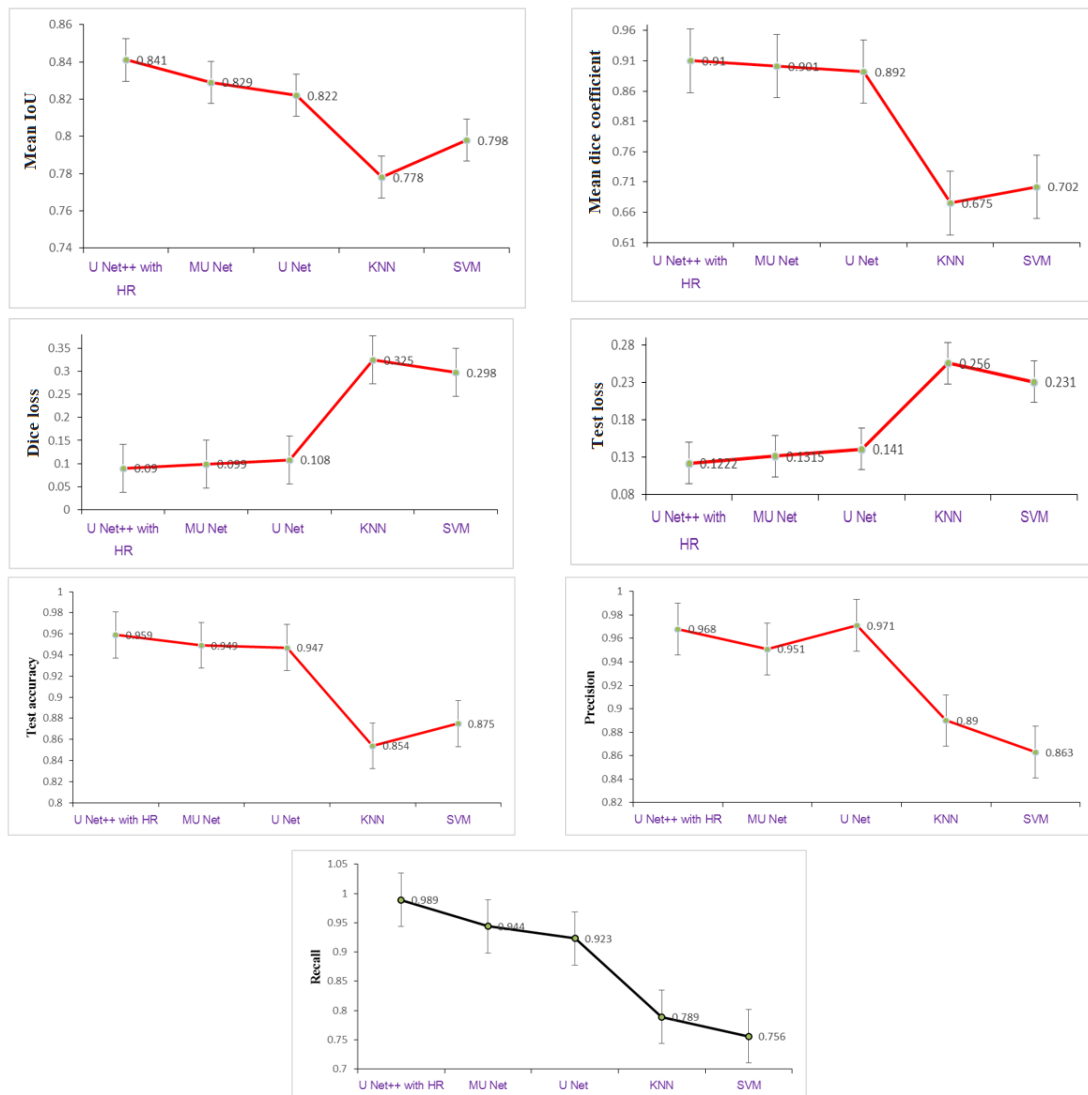 Mean IoU
0.86
0.84
0.82
0.8
0.78
0.76
0.74
0.841
0.829
0.822
0.778
0.798
U Net++ with HR
MU Net
U Net
KNN
SVM
Mean dice coefficient
0.96
0.91
0.86
0.81
0.76
0.71
0.66
0.61
0.91
0.901
0.892
0.675
0.702
U Net++ with
HR
MU Net
U Net
KNN
SVM
Dice loss
0.35
0.3
0.25
0.2
0.15
0.1
0.05
0
0.09
0.099
0.108
0.325
0.298
U Net++ with
HR
MU Net
U Net
KNN
SVM
Test loss
0.28
0.23
0.18
0.13
0.08
0.1222
0.1315
0.141
0.256
0.231
U Net++ with
HR
MU Net
U Net
KNN
SVM
Test accuracy
1
0.98
0.96
0.94
0.92
0.9
0.88
0.86
0.84
0.82
0.8
0.959
0.949
0.947
0.854
0.875
U Net++ with HR
MU Net
U Net
KNN
SVM
Precision
1
0.98
0.96
0.94
0.92
0.9
0.88
0.86
0.84
0.82
0.968
0.951
0.971
0.89
0.863
U Net++ with HR
MU Net
U Net
KNN
SVM
Recall
1.05
1
0.95
0.9
0.85
0.8
0.75
0.7
0.989
0.944
0.923
0.789
0.756
U Net++ with HR
MU Net
U Net
KNN
SVM